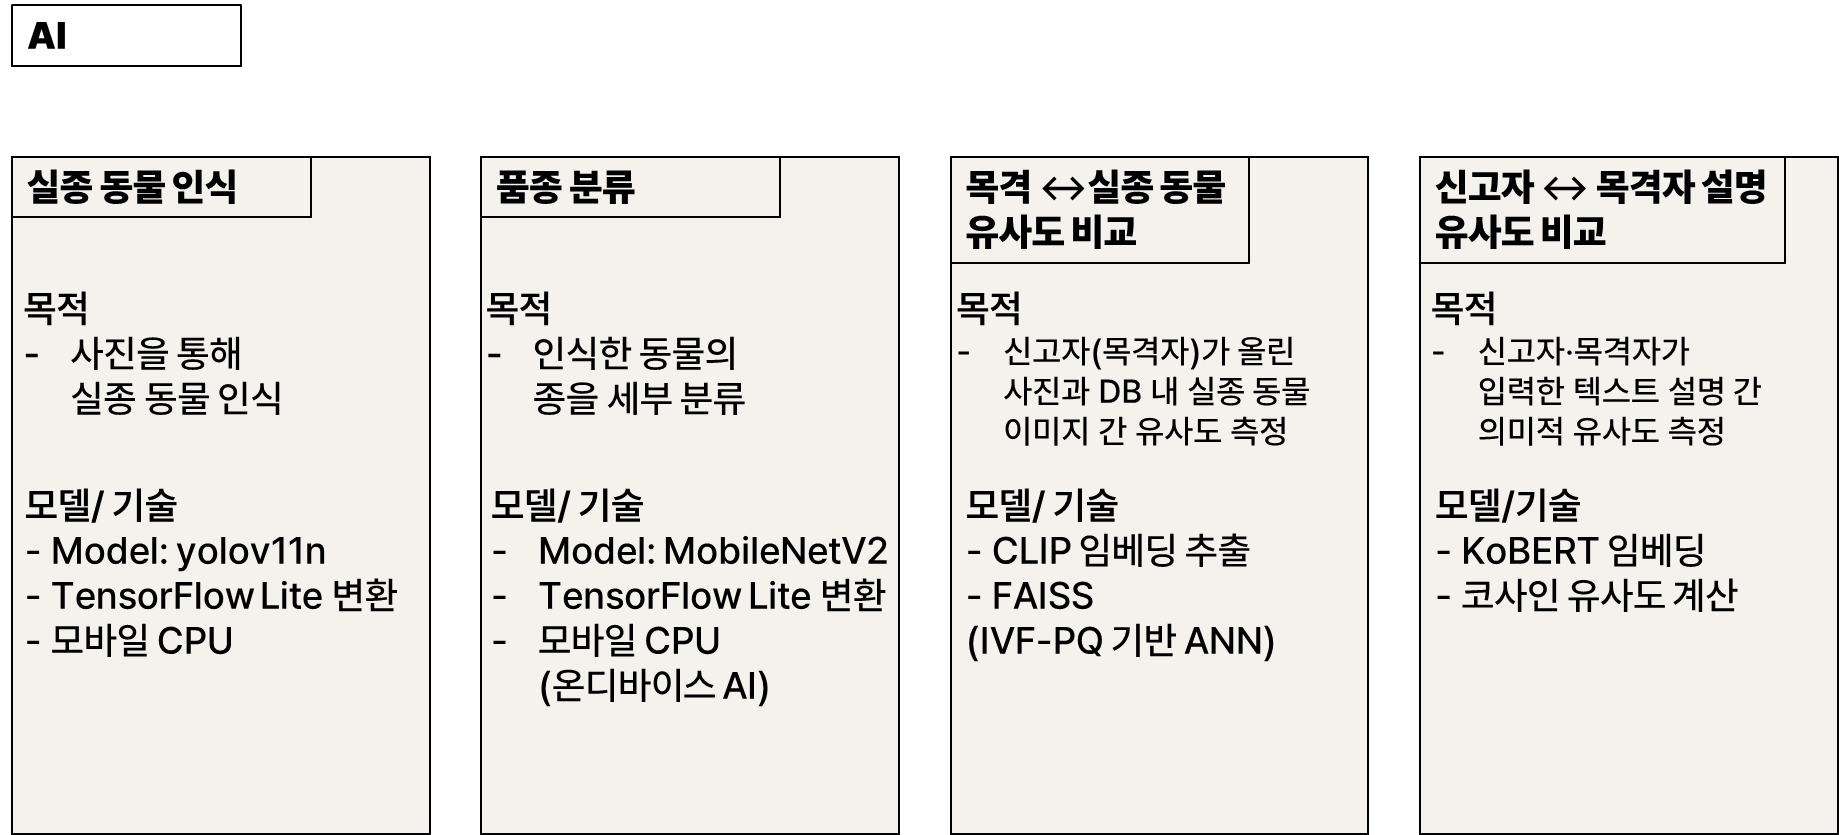 AI
실종 동물 인식
목적
- 사진을 통해
실종 동물 인식
모델/ 기술
- Model: yolov11n
- TensorFlow Lite 변환
- 모바일 CPU
품종 분류
목적
- 인식한 동물의
종을 세부 분류
모델/ 기술
- Model: MobileNetV2
- TensorFlow Lite 변환
- 모바일 CPU
(온디바이스 AI)
목격 ↔실종 동물
유사도 비교
목적
- 신고자(목격자)가 올린
사진과 DB 내 실종 동물
이미지 간 유사도 측정
모델/ 기술
- CLIP 임베딩 추출
- FAISS
(IVF-PQ 기반 ANN)
신고자 ↔ 목격자 설명
유사도 비교
목적
- 신고자·목격자가
입력한 텍스트 설명 간
의미적 유사도 측정
모델/기술
- KoBERT 임베딩
- 코사인 유사도 계산